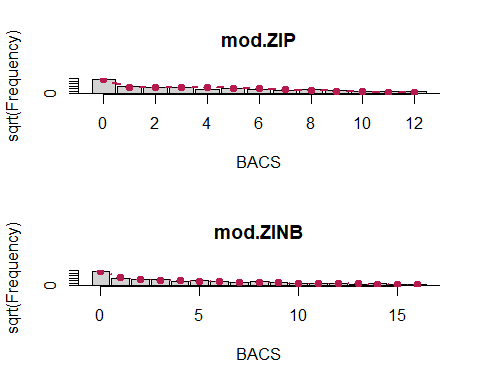 mod.ZIP
sqrt(Frequency)
0
0 2 4 6 8 10 12
BACS
mod.ZINB
sqrt(Frequency)
0
0 5 10 15
BACS